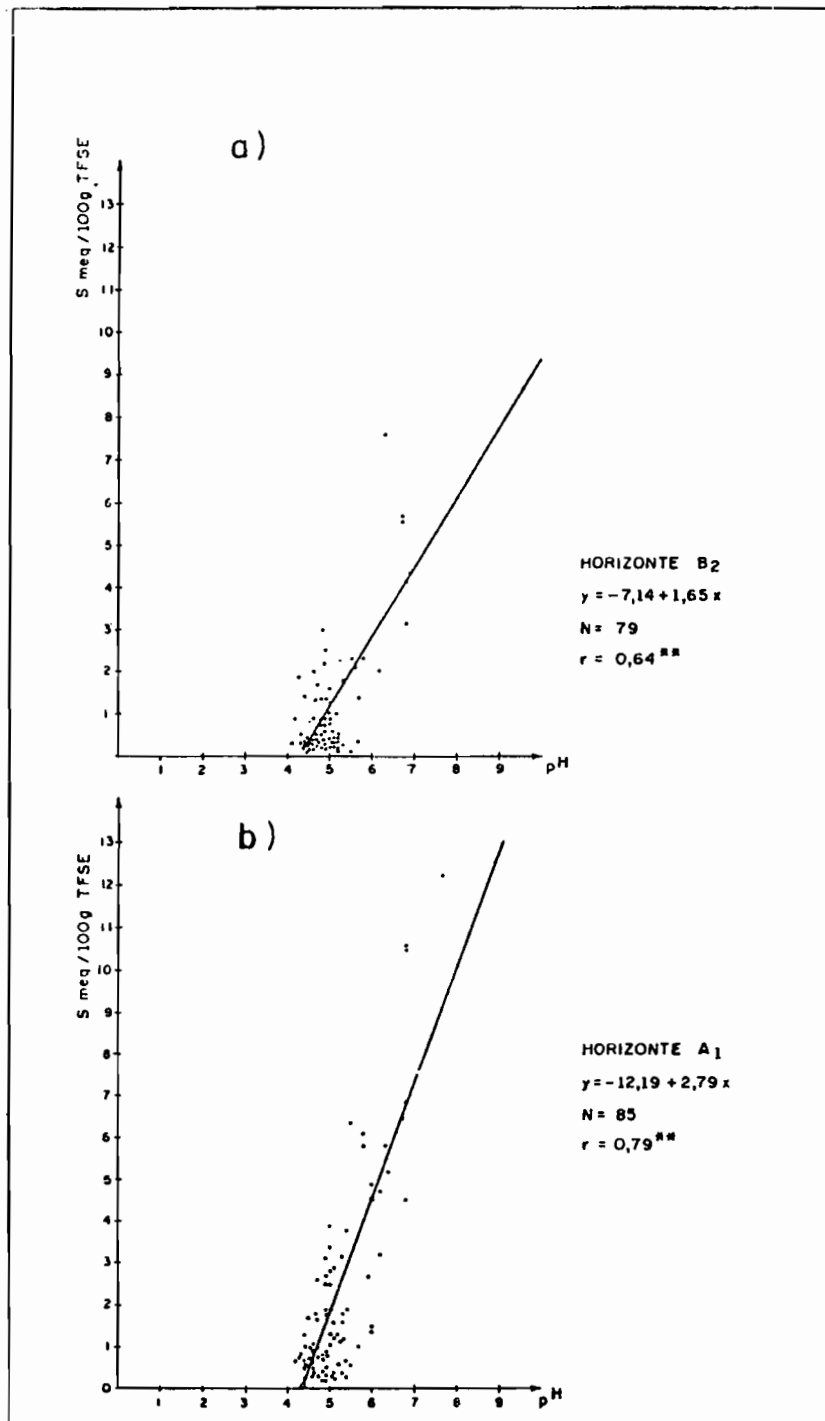 a)
S meq/100g TFSE
13
12
11
10
9
8
7
6
5
4
3
2
1
1 2 3 4 5 6 7 8 9 pH
HORIZONTE B2
y = -7,14 + 1,65 x
N = 79
r = 0,64**
b)
S meq/100g TFSE
13
12
11
10
9
8
7
6
5
4
3
2
1
0
1 2 3 4 5 6 7 8 9 pH
HORIZONTE A1
y = -12,19 + 2,79 x
N = 85
r = 0,79**